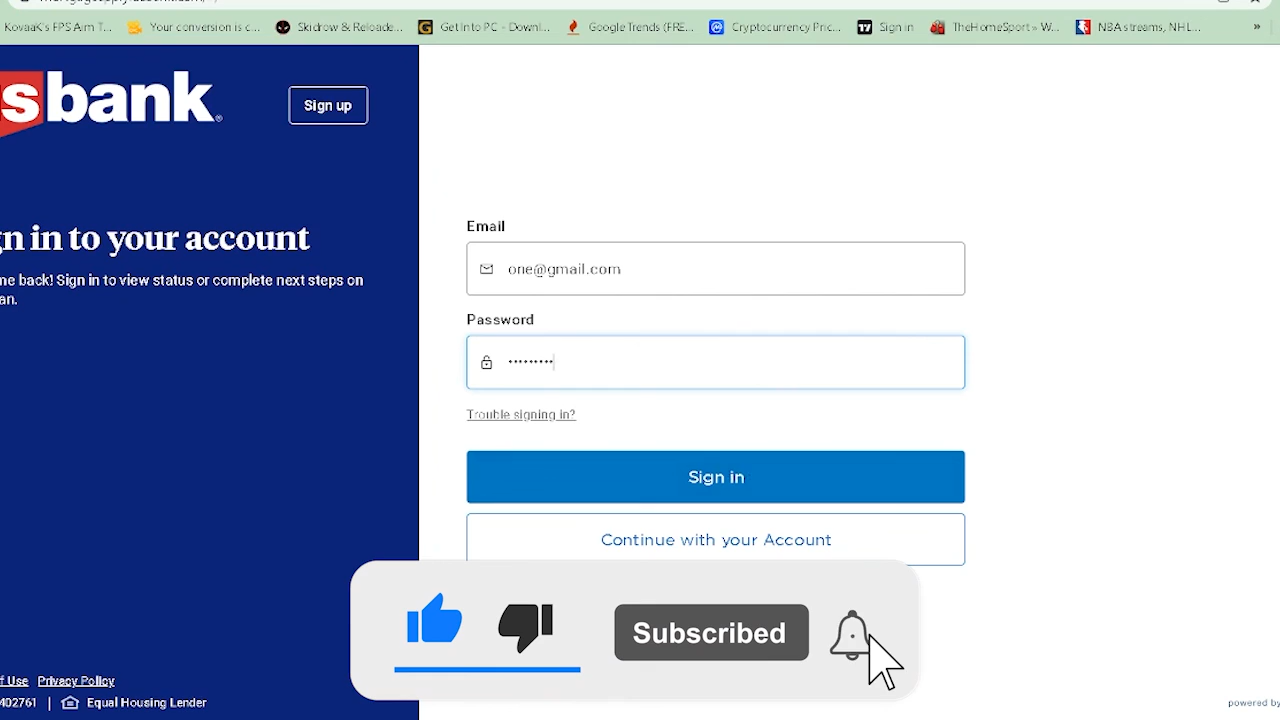 KovaaK's FPS Aim T...
Your conversion is c...
Skidrow & Reloade...
Get Into PC - Downl...
Google Trends (FRE...
Cryptocurrency Pric...
Sign in
TheHomeSport » W...
NBA streams, NHL...
»
usbank®
Sign up
gn in to your account
me back! Sign in to view status or complete next steps on
an.
Email
one@gmail.com
Password
•••••••••
Trouble signing in?
Sign in
Continue with your Account
Subscribed
f Use Privacy Policy
402761 | Equal Housing Lender
powered by